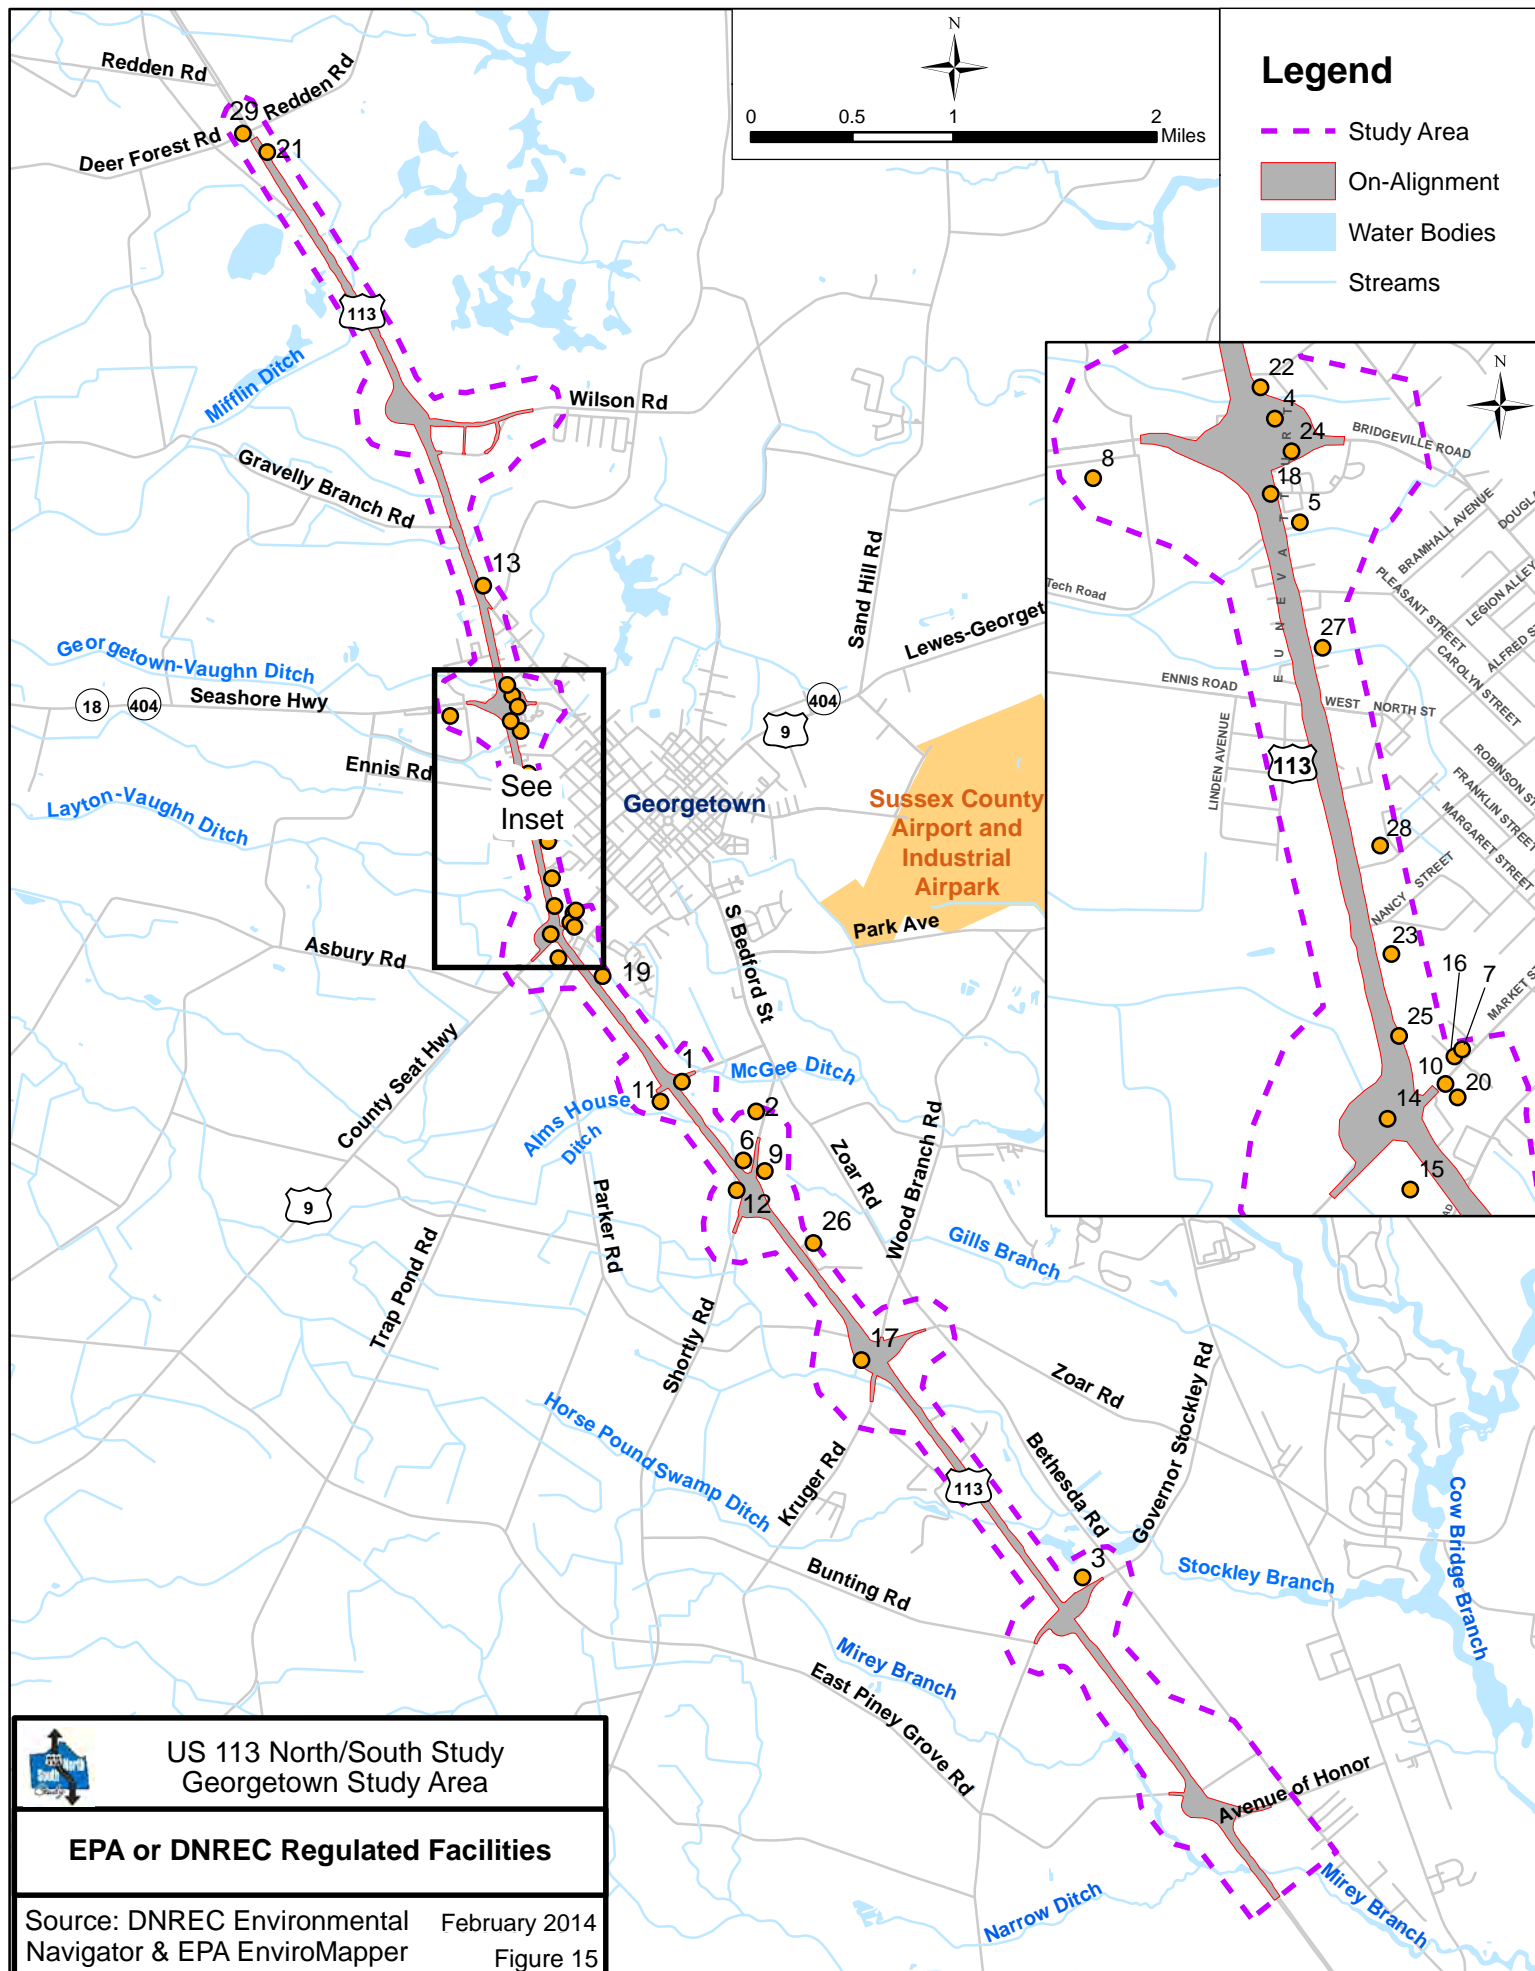 N
0
0.5
1
2
Miles
Legend
Study Area
On-Alignment
Water Bodies
Streams
Redden Rd
Redden Rd
Deer Forest Rd
29
21
113
Mifflin Ditch
Wilson Rd
Gravelly Branch Rd
13
Sand Hill Rd
Lewes-Georget
Georgetown-Vaughn Ditch
18
404
Seashore Hwy
404
9
Ennis Rd
See
Inset
Georgetown
Layton-Vaughn Ditch
Sussex County
Airport and
Industrial
Airpark
S Bedford St
Park Ave
Asbury Rd
19
County Seat Hwy
1
McGee Ditch
11
Alms House
Ditch
2
6
9
12
Zoar Rd
Wood Branch Rd
9
Parker Rd
26
Gills Branch
Trap Pond Rd
Shortly Rd
17
Zoar Rd
Governor Stockley Rd
Horse Pound Swamp Ditch
Kruger Rd
113
Bethesda Rd
Cow Bridge Branch
Bunting Rd
3
Stockley Branch
Mirey Branch
East Piney Grove Rd
Avenue of Honor
Narrow Ditch
Mirey Branch
N
22
4
24
8
18
5
BRIDGEVILLE ROAD
BRAMHALL AVENUE
DOUGLA
PLEASANT STREET
LEGION ALLEY
ALFRED ST
CAROLYN STREET
Tech Road
27
ENNIS ROAD
WEST NORTH ST
LINDEN AVENUE
113
ROBINSON ST
FRANKLIN STREET
MARGARET STREET
28
NANCY STREET
23
16
7
MARKET S
25
10
20
14
15
AD
US 113 North/South Study
Georgetown Study Area
EPA or DNREC Regulated Facilities
Source: DNREC Environmental
Navigator & EPA EnviroMapper
February 2014
Figure 15